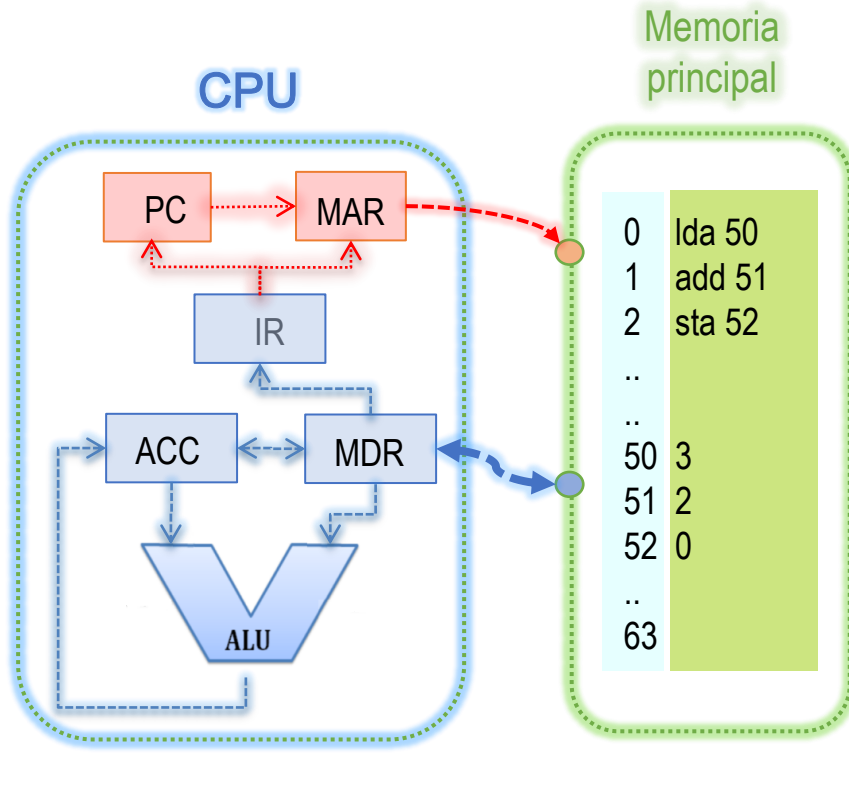 Memoria
principal
CPU
PC
MAR
IR
ACC
MDR
ALU
0 lda 50
1 add 51
2 sta 52
..
..
50 3
51 2
52 0
..
63